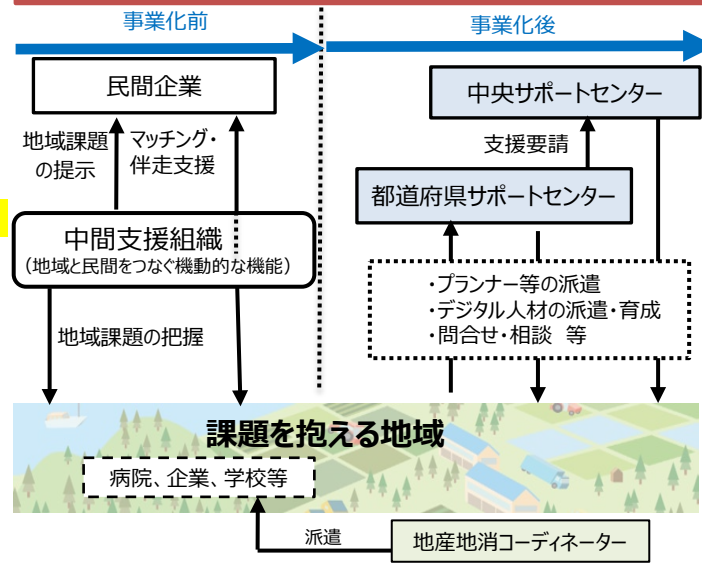 事業化前
事業化後
民間企業
中央サポートセンター
地域課題
の提示
マッチング・
伴走支援
支援要請
都道府県サポートセンター
中間支援組織
(地域と民間をつなぐ機動的な機能)
・プランナー等の派遣
・デジタル人材の派遣・育成
・問合せ・相談 等
地域課題の把握
課題を抱える地域
病院、企業、学校等
派遣
地産地消コーディネーター